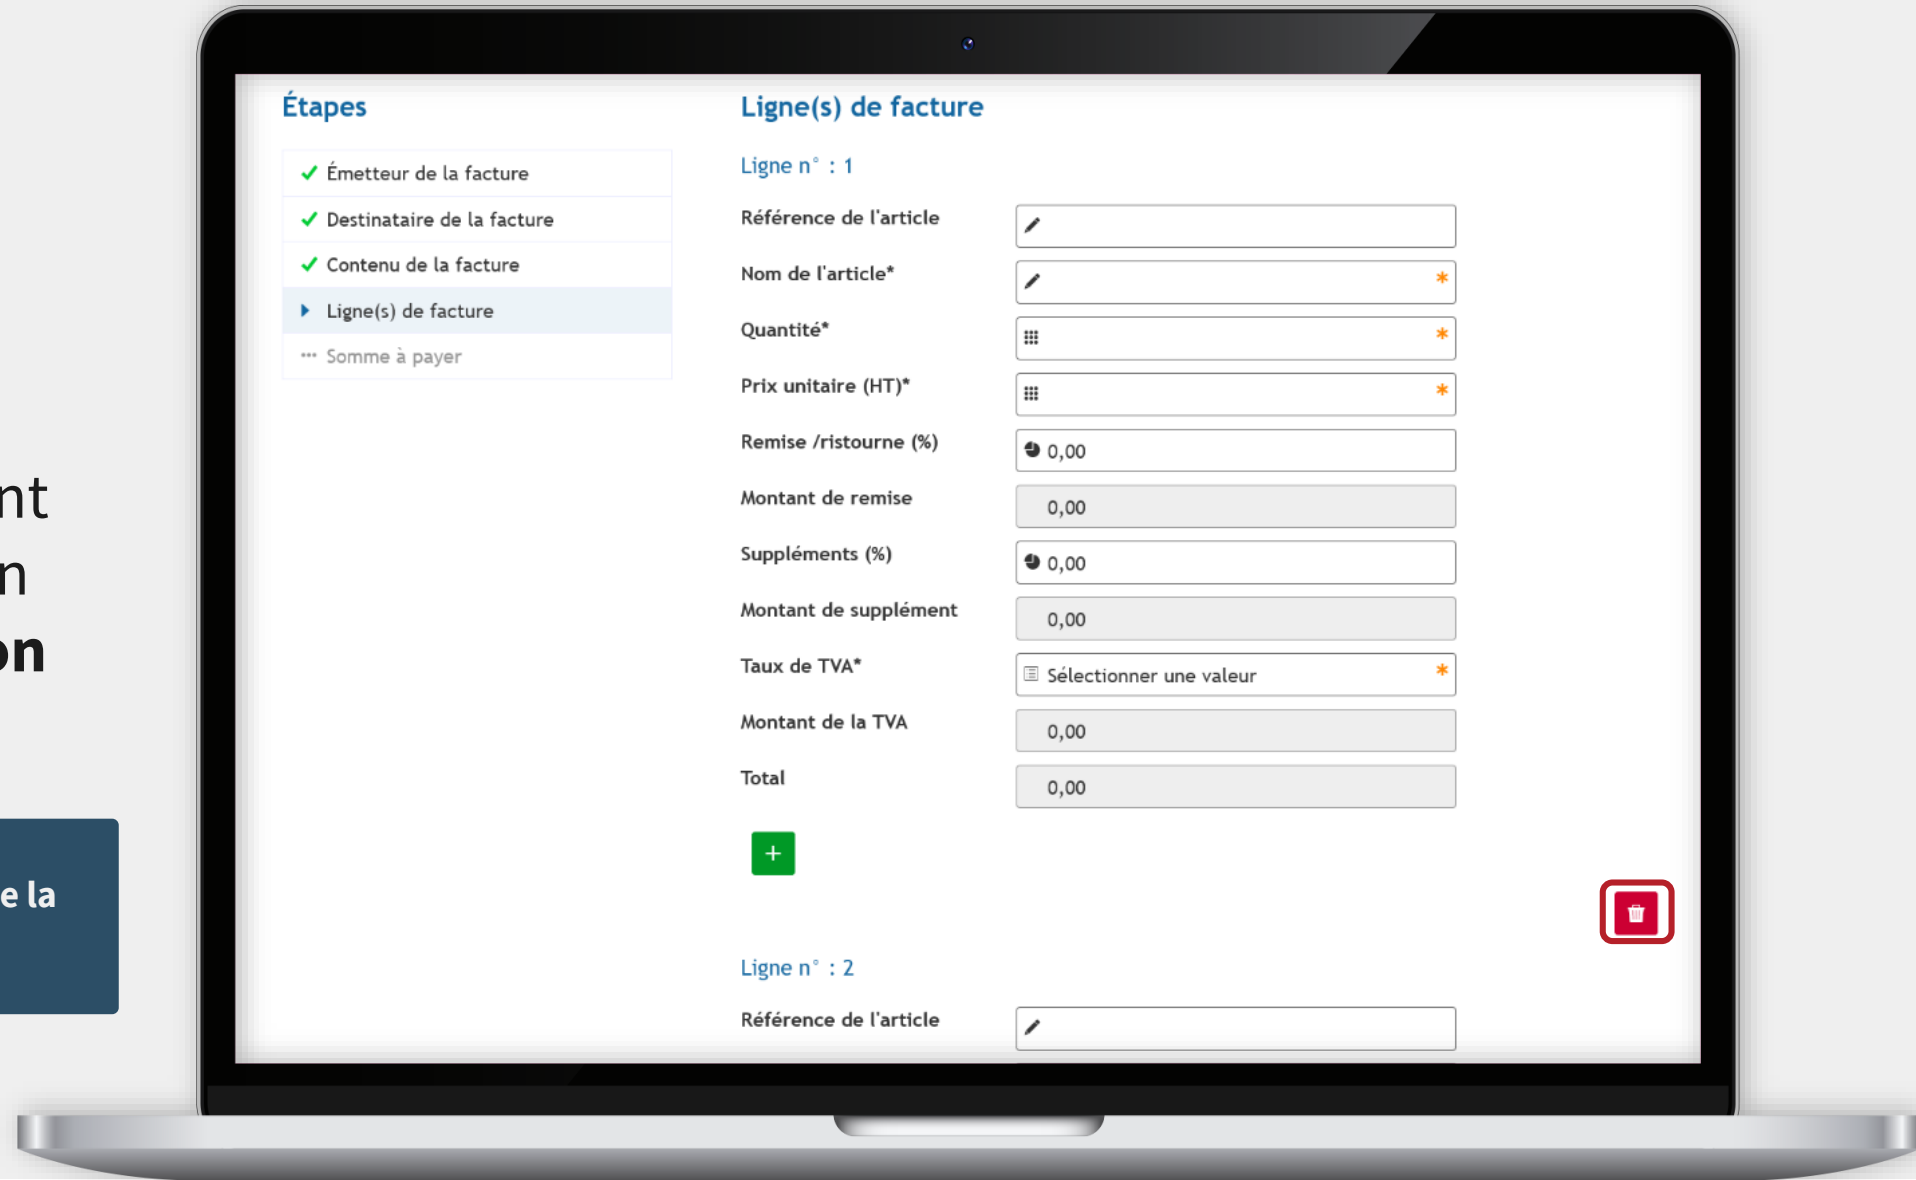 nt
n
on
e la
Étapes
Émetteur de la facture
Destinataire de la facture
Contenu de la facture
Ligne(s) de facture
Somme à payer
Ligne(s) de facture
Ligne n° : 1
Référence de l'article
Nom de l'article* *
Quantité* *
Prix unitaire (HT)* *
Remise /ristourne (%) 0,00
Montant de remise 0,00
Suppléments (%) 0,00
Montant de supplément 0,00
Taux de TVA* Sélectionner une valeur *
Montant de la TVA 0,00
Total 0,00
+
Ligne n° : 2
Référence de l'article